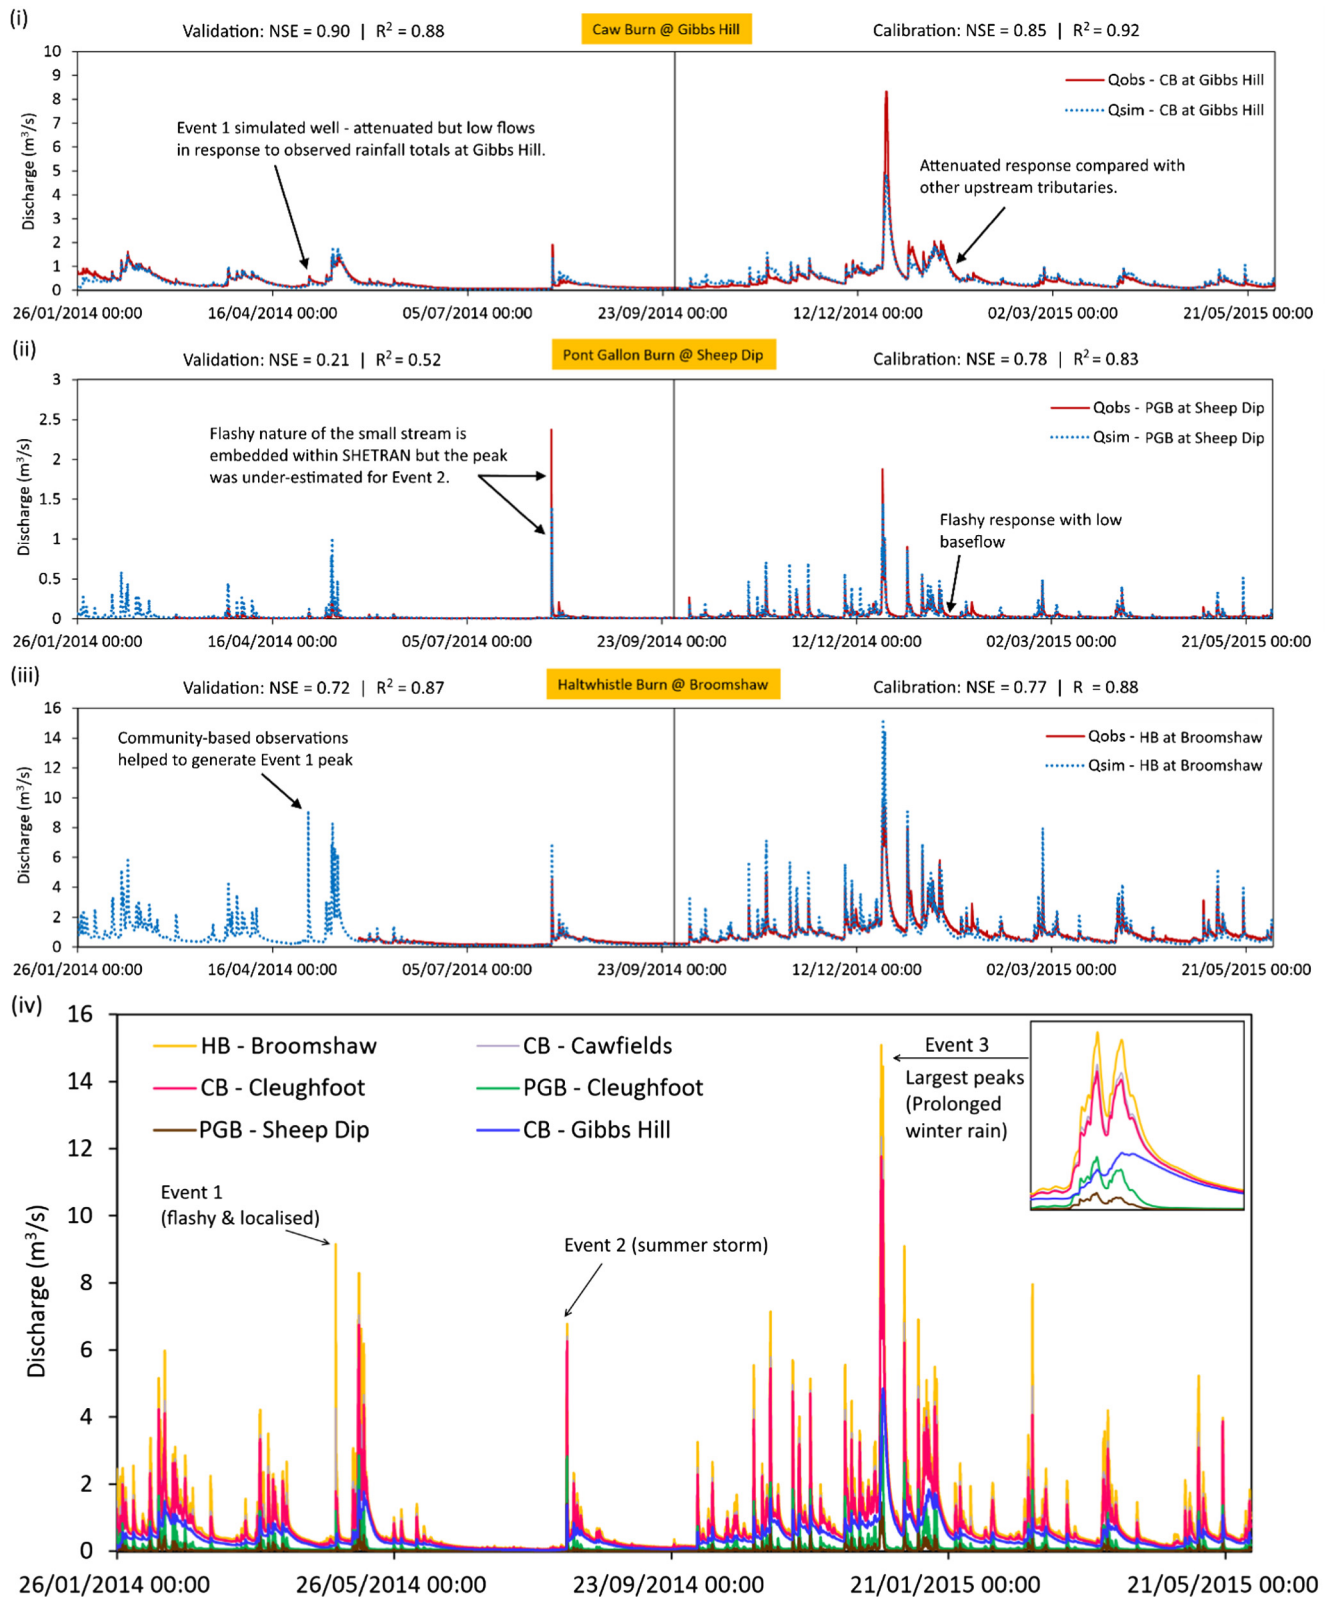 (i)
Validation: NSE = 0.90 | R² = 0.88
Caw Burn @ Gibbs Hill
Calibration: NSE = 0.85 | R² = 0.92
10
9
8
7
6
5
4
3
2
1
0
Discharge (m³/s)
Qobs - CB at Gibbs Hill
Qsim - CB at Gibbs Hill
Event 1 simulated well - attenuated but low flows
in response to observed rainfall totals at Gibbs Hill.
Attenuated response compared with
other upstream tributaries.
26/01/2014 00:00 16/04/2014 00:00 05/07/2014 00:00 23/09/2014 00:00 12/12/2014 00:00 02/03/2015 00:00 21/05/2015 00:00
(ii)
Validation: NSE = 0.21 | R² = 0.52
Pont Gallon Burn @ Sheep Dip
Calibration: NSE = 0.78 | R² = 0.83
3
2.5
2
1.5
1
0.5
0
Discharge (m³/s)
Qobs - PGB at Sheep Dip
Qsim - PGB at Sheep Dip
Flashy nature of the small stream is
embedded within SHETRAN but the peak
was under-estimated for Event 2.
Flashy response with low
baseflow
26/01/2014 00:00 16/04/2014 00:00 05/07/2014 00:00 23/09/2014 00:00 12/12/2014 00:00 02/03/2015 00:00 21/05/2015 00:00
(iii)
Validation: NSE = 0.72 | R² = 0.87
Haltwhistle Burn @ Broomshaw
Calibration: NSE = 0.77 | R = 0.88
16
14
12
10
8
6
4
2
0
Discharge (m³/s)
Qobs - HB at Broomshaw
Qsim - HB at Broomshaw
Community-based observations
helped to generate Event 1 peak
26/01/2014 00:00 16/04/2014 00:00 05/07/2014 00:00 23/09/2014 00:00 12/12/2014 00:00 02/03/2015 00:00 21/05/2015 00:00
(iv)
16
14
12
10
8
6
4
2
0
Discharge (m³/s)
HB - Broomshaw
CB - Cawfields
CB - Cleughfoot
PGB - Cleughfoot
PGB - Sheep Dip
CB - Gibbs Hill
Event 3
Largest peaks
(Prolonged
winter rain)
Event 1
(flashy & localised)
Event 2 (summer storm)
26/01/2014 00:00 26/05/2014 00:00 23/09/2014 00:00 21/01/2015 00:00 21/05/2015 00:00